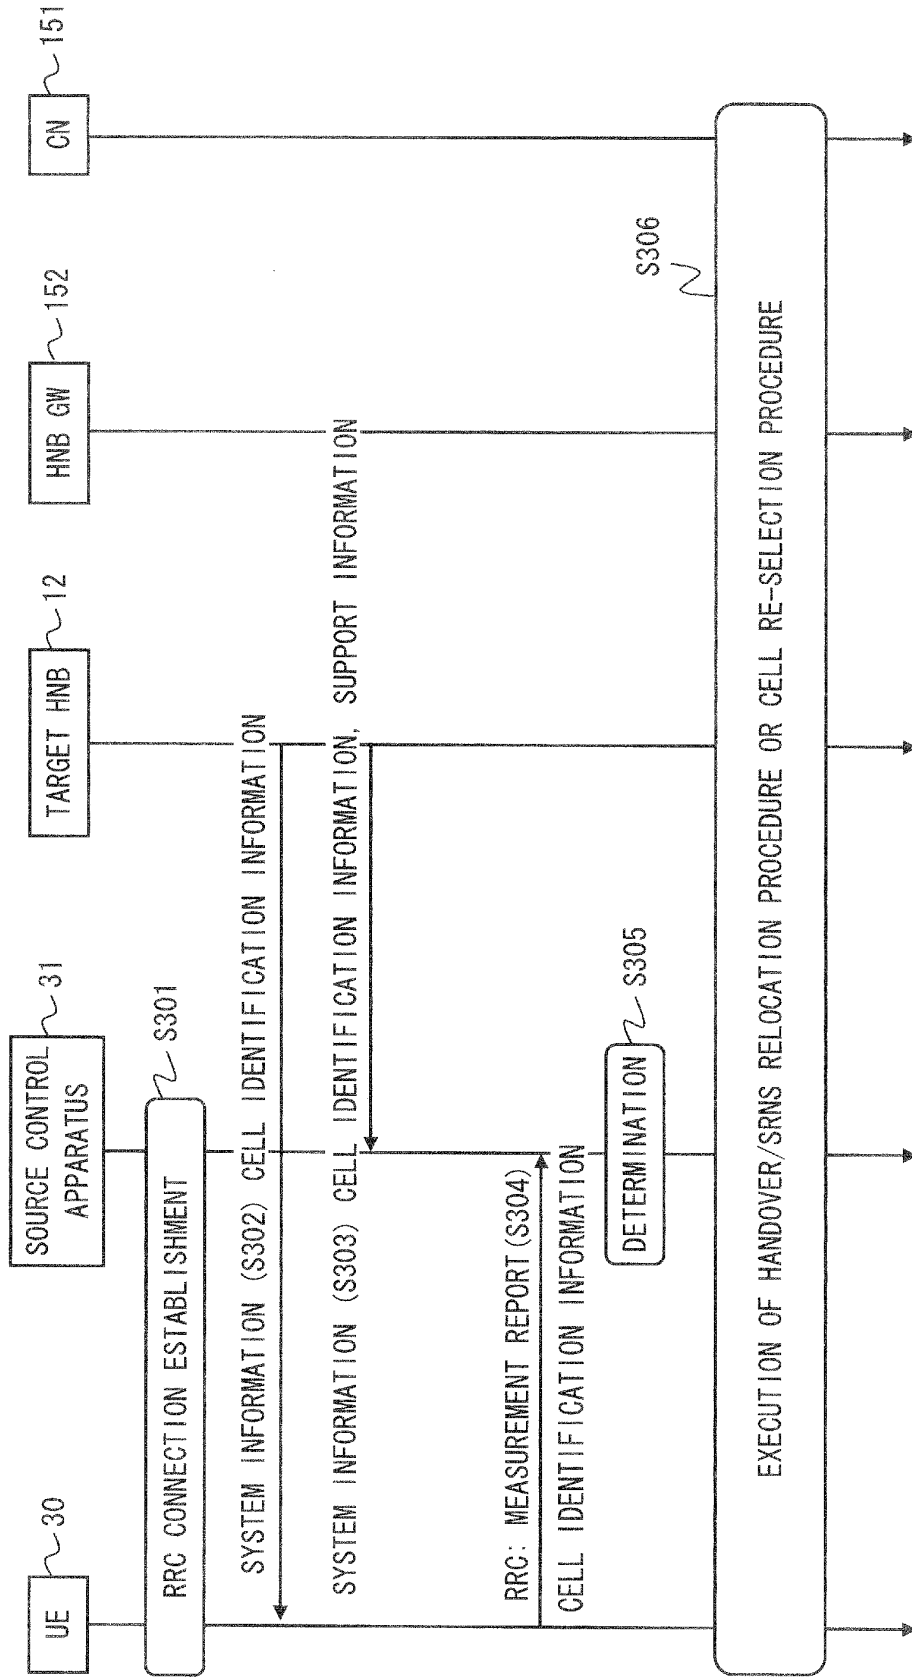 UE
30
SOURCE CONTROL
APPARATUS
31
TARGET HNB
12
HNB GW
152
CN
151
RRC CONNECTION ESTABLISHMENT
S301
SYSTEM INFORMATION (S302) CELL IDENTIFICATION INFORMATION
SYSTEM INFORMATION (S303) CELL IDENTIFICATION INFORMATION, SUPPORT INFORMATION
RRC: MEASUREMENT REPORT(S304)
CELL IDENTIFICATION INFORMATION
DETERMINATION
S305
S306
EXECUTION OF HANDOVER/SRNS RELOCATION PROCEDURE OR CELL RE-SELECTION PROCEDURE